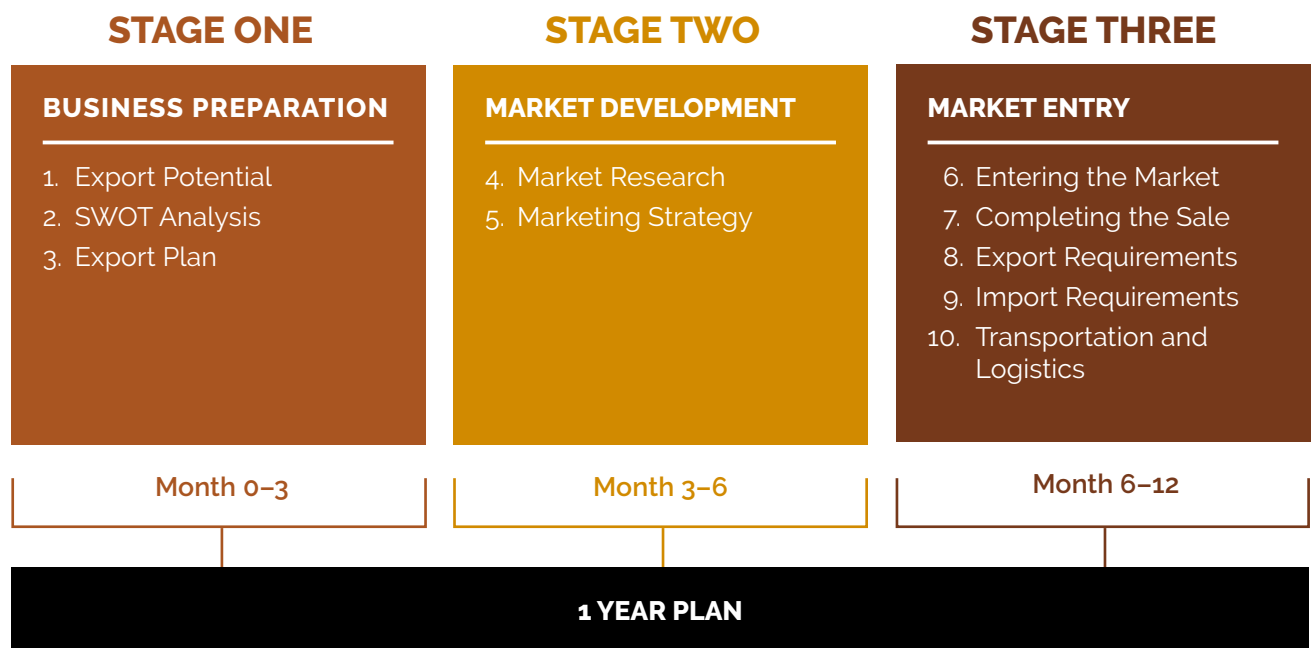 STAGE ONE
BUSINESS PREPARATION
1. Export Potential
2. SWOT Analysis
3. Export Plan
Month 0–3
STAGE TWO
MARKET DEVELOPMENT
4. Market Research
5. Marketing Strategy
Month 3–6
STAGE THREE
MARKET ENTRY
6. Entering the Market
7. Completing the Sale
8. Export Requirements
9. Import Requirements
10. Transportation and
Logistics
Month 6–12
1 YEAR PLAN